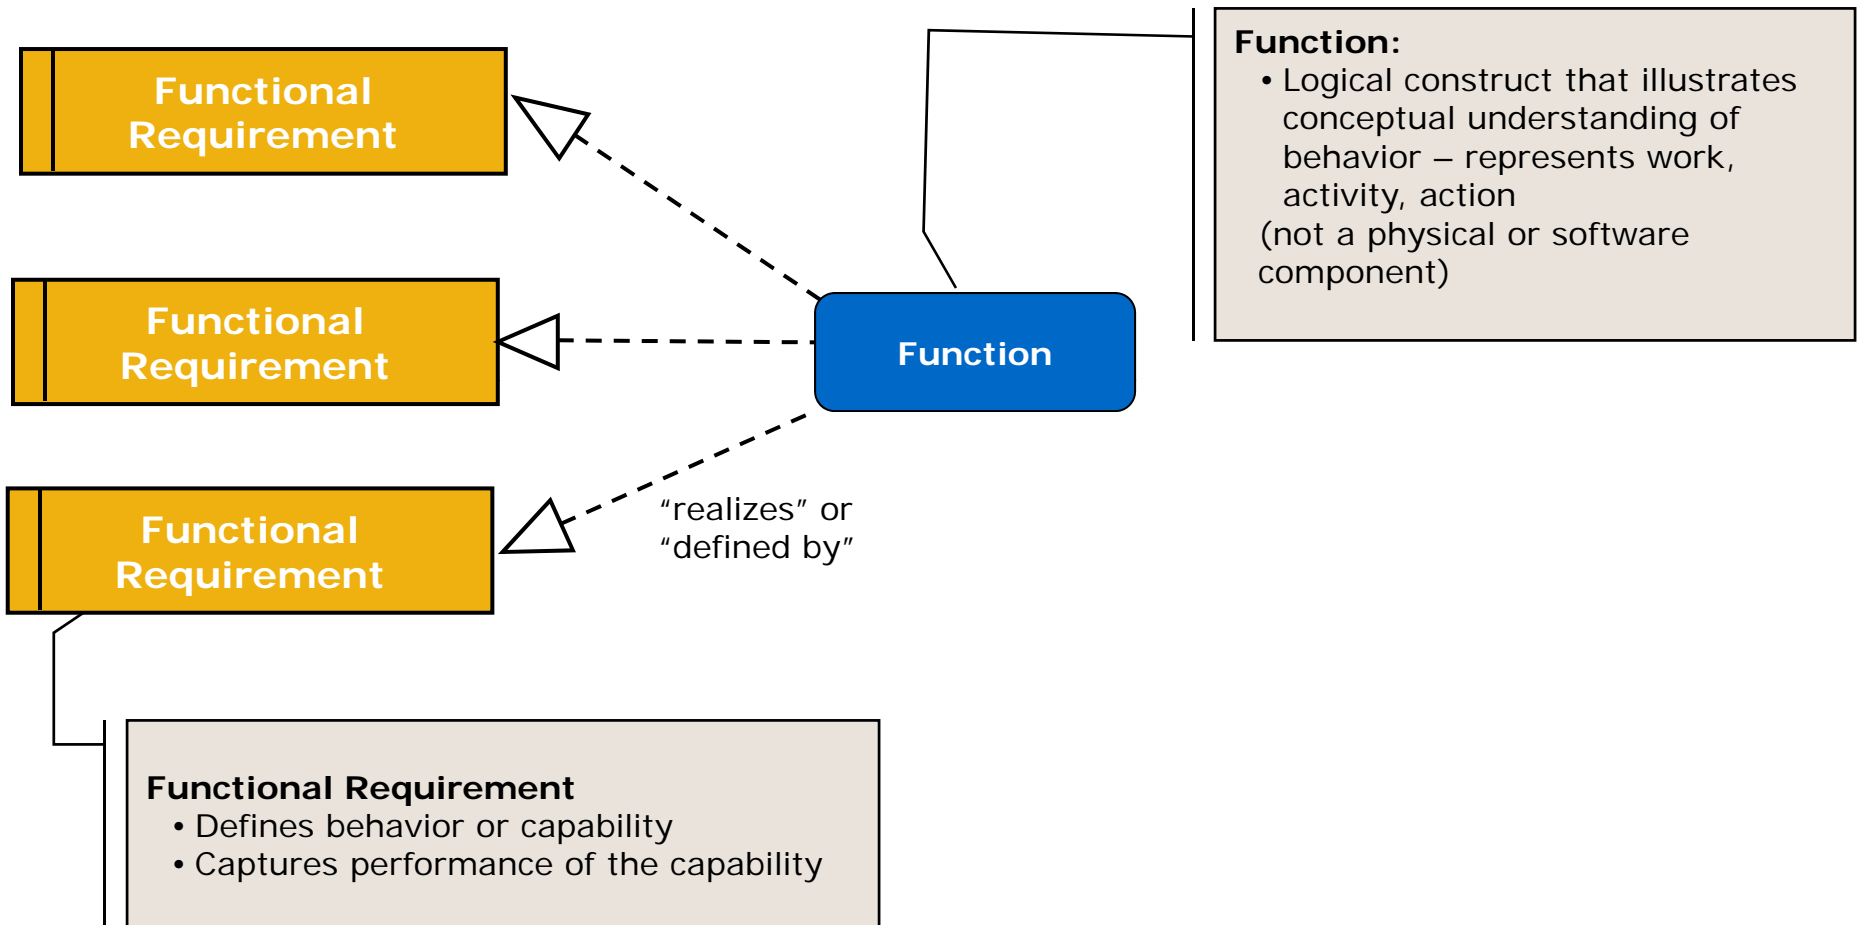 Functional
Requirement
Function:
• Logical construct that illustrates
conceptual understanding of
behavior – represents work,
activity, action
(not a physical or software
component)
Functional
Requirement
Function
Functional
Requirement
“realizes” or
“defined by”
Functional Requirement
• Defines behavior or capability
• Captures performance of the capability